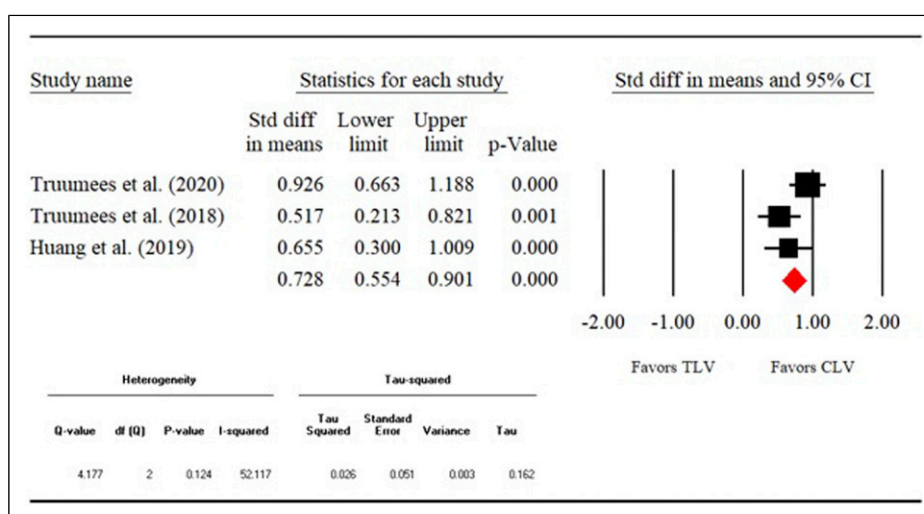 Study name Statistics for each study Std diff in means and 95% CI
Std diff Lower Upper
in means limit limit p-Value
Truumees et al. (2020) 0.926 0.663 1.188 0.000
Truumees et al. (2018) 0.517 0.213 0.821 0.001
Huang et al. (2019) 0.655 0.300 1.009 0.000
0.728 0.554 0.901 0.000
-2.00 -1.00 0.00 1.00 2.00
Favors TLV Favors CLV
Heterogeneity Tau-squared
Tau Standard
Q-value df (Q) P-value I-squared Squared Error Variance Tau
4.177 2 0.124 52.117 0.026 0.051 0.003 0.162